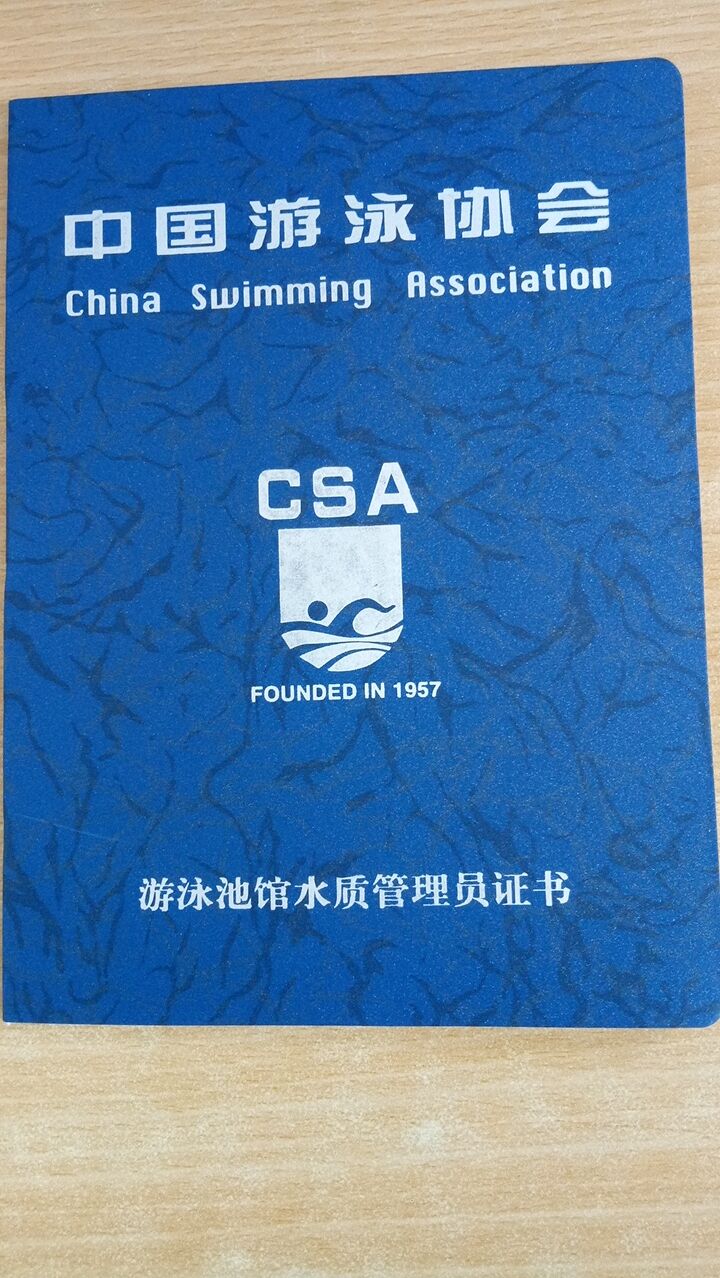 中国游泳协会
China Swimming Association
CSA
FOUNDED IN 1957
游泳池馆水质管理员证书